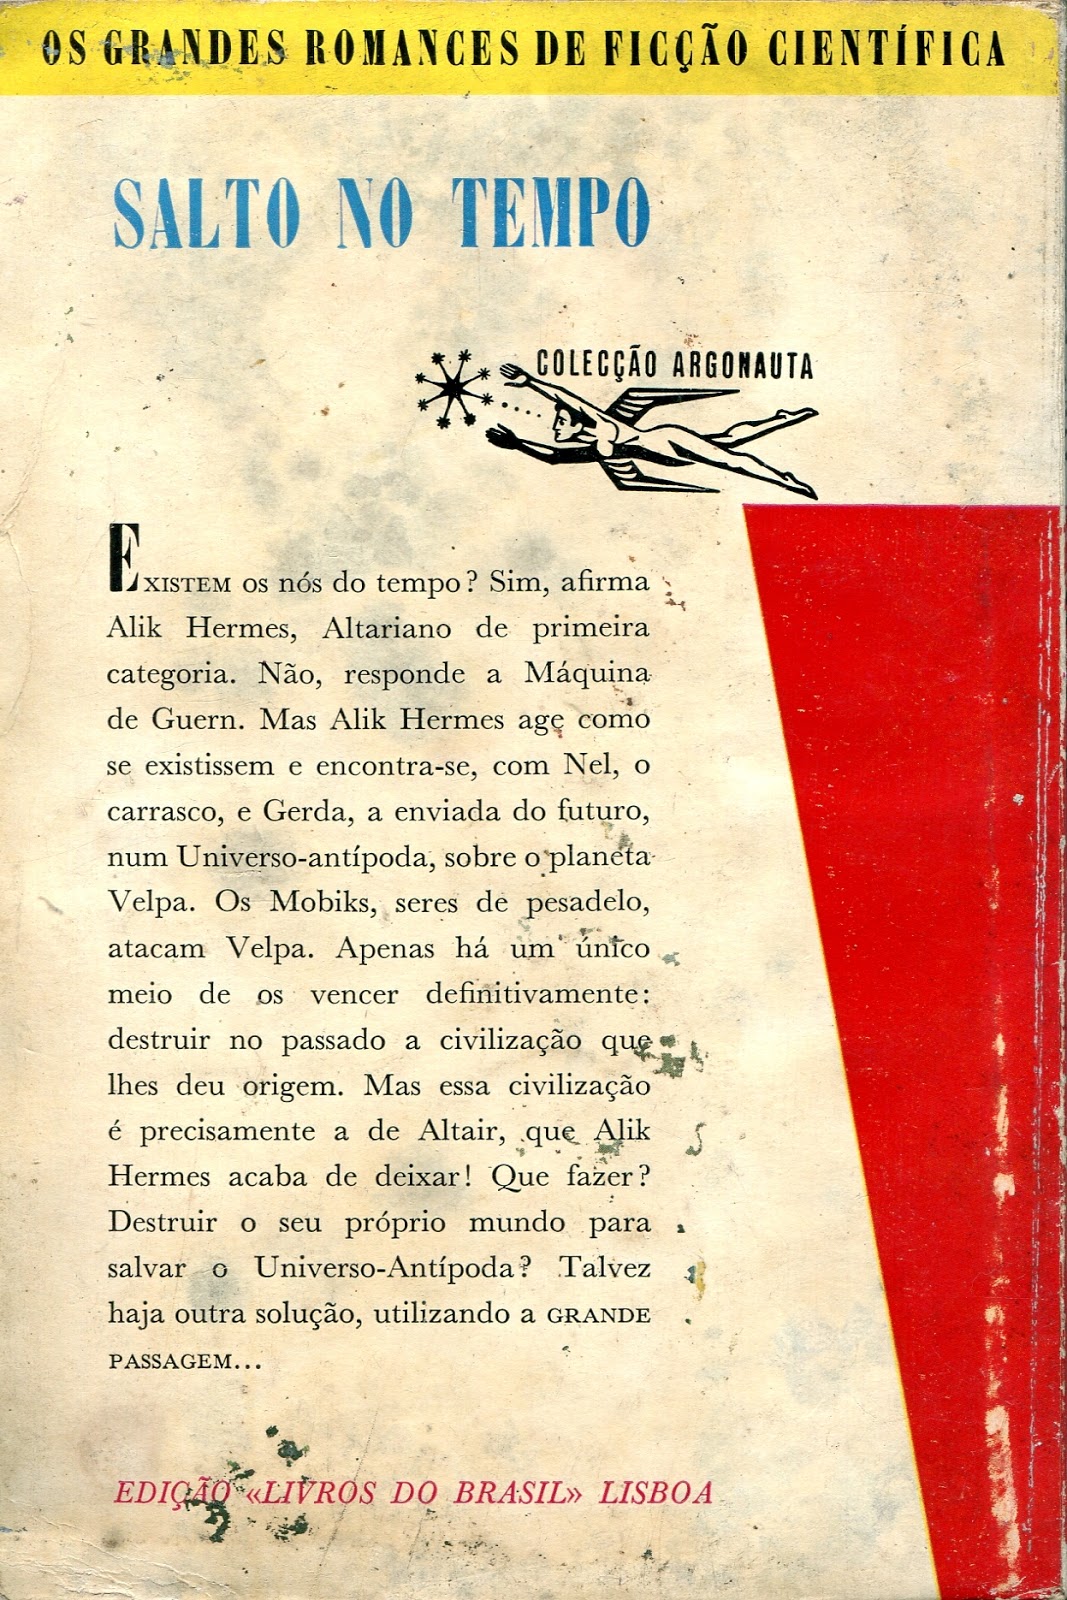 OS GRANDES ROMANCES DE FICÇÃO CIENTÍFICA
SALTO NO TEMPO
COLECÇÃO ARGONAUTA
EXISTEM os nós do tempo? Sim, afirma
Alik Hermes, Altariano de primeira
categoria. Não, responde a Máquina
de Guern. Mas Alik Hermes age como
se existissem e encontra-se, com Nel, o
carrasco, e Gerda, a enviada do futuro,
num Universo-antípoda, sobre o planeta
Velpa. Os Mobiks, seres de pesadelo,
atacam Velpa. Apenas há um único
meio de os vencer definitivamente:
destruir no passado a civilização que
lhes deu origem. Mas essa civilização
é precisamente a de Altair, que Alik
Hermes acaba de deixar! Que fazer?
Destruir o seu próprio mundo para
salvar o Universo-Antípoda? Talvez
haja outra solução, utilizando a GRANDE
PASSAGEM...
EDIÇÃO «LIVROS DO BRASIL» LISBOA